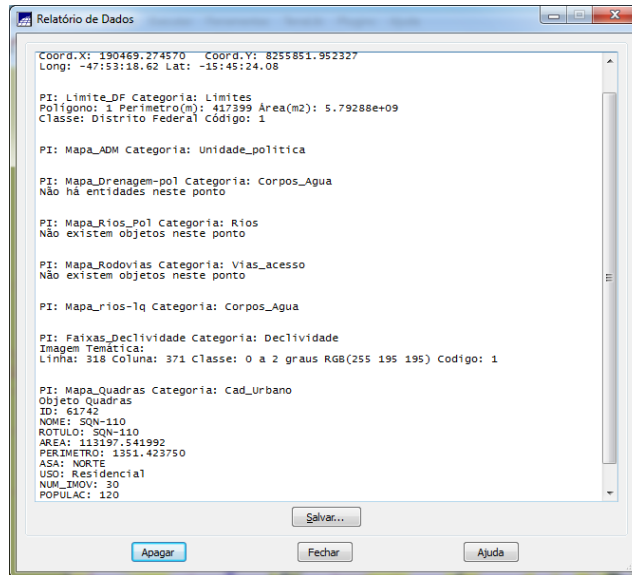 Relatório de Dados
Coord.X: 190469.274570 Coord.Y: 8255851.952327
Long: -47:53:18.62 Lat: -15:45:24.08
PI: Limite_DF Categoria: Limites
Polígono: 1 Perímetro(m): 417399 Área(m2): 5.79288e+09
Classe: Distrito Federal Código: 1
PI: Mapa_ADM Categoria: Unidade_politica
PI: Mapa_Drenagem-pol Categoria: Corpos_Agua
Não há entidades neste ponto
PI: Mapa_Rios_Pol Categoria: Rios
Não existem objetos neste ponto
PI: Mapa_Rodovias Categoria: Vias_acesso
Não existem objetos neste ponto
PI: Mapa_rios-lq Categoria: Corpos_Agua
PI: Faixas_Declividade Categoria: Declividade
Imagem Temática:
Linha: 318 Coluna: 371 Classe: 0 a 2 graus RGB(255 195 195) Codigo: 1
PI: Mapa_Quadras Categoria: Cad_Urbano
Objeto Quadras
ID: 61742
NOME: SQN-110
ROTULO: SQN-110
AREA: 113197.541992
PERIMETRO: 1351.423750
ASA: NORTE
USO: Residencial
NUM_IMOV: 30
POPULAC: 120
Salvar...
Apagar Fechar Ajuda